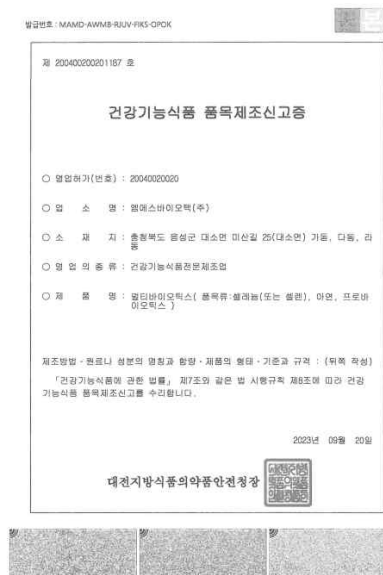 발급번호 : MAMD-AWMB-RJUV-FIKS-OPOK
제 200400200201187 호
건강기능식품 품목제조신고증
○ 영업허가(번호) : 20040020020
○ 업 소 명 : 엠에스바이오팩(주)
○ 소 재 지 : 충청북도 음성군 대소면 미산길 25(대소면) 가동, 다동, 라
동
○ 영 업 의 종 류 : 건강기능식품전문제조업
○ 제 품 명 : 멀티바이오틱스( 품목류:셀레늄(또는 셀렌), 아연, 프로바
이오틱스 )
제조방법·원료나 성분의 명칭과 함량·제품의 형태·기준과 규격 : (뒤쪽 작성)
「건강기능식품에 관한 법률」 제7조와 같은 법 시행규칙 제8조에 따라 건강
기능식품 품목제조신고를 수리합니다.
2023년 09월 20일
대전지방식품의약품안전청장